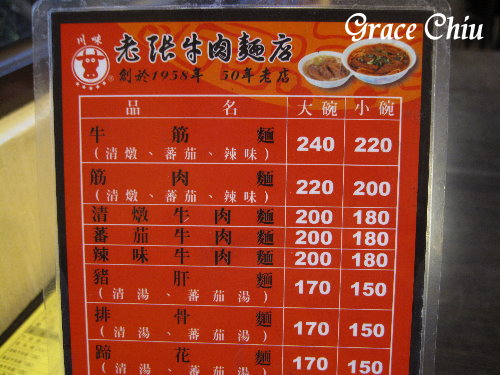 Grace Chiu
川味
老張牛肉麵店
創於1958年 50年老店
品名 大碗 小碗
牛筋麵 240 220
(清燉、蕃茄、辣味)
筋肉麵 220 200
(清燉、蕃茄、辣味)
清燉牛肉麵 200 180
蕃茄牛肉麵 200 180
辣味牛肉麵 200 180
豬肝麵 170 150
(清湯、蕃茄湯)
排骨麵 170 150
(清湯、蕃茄湯)
蹄花麵 170 150
(清湯、蕃茄湯)